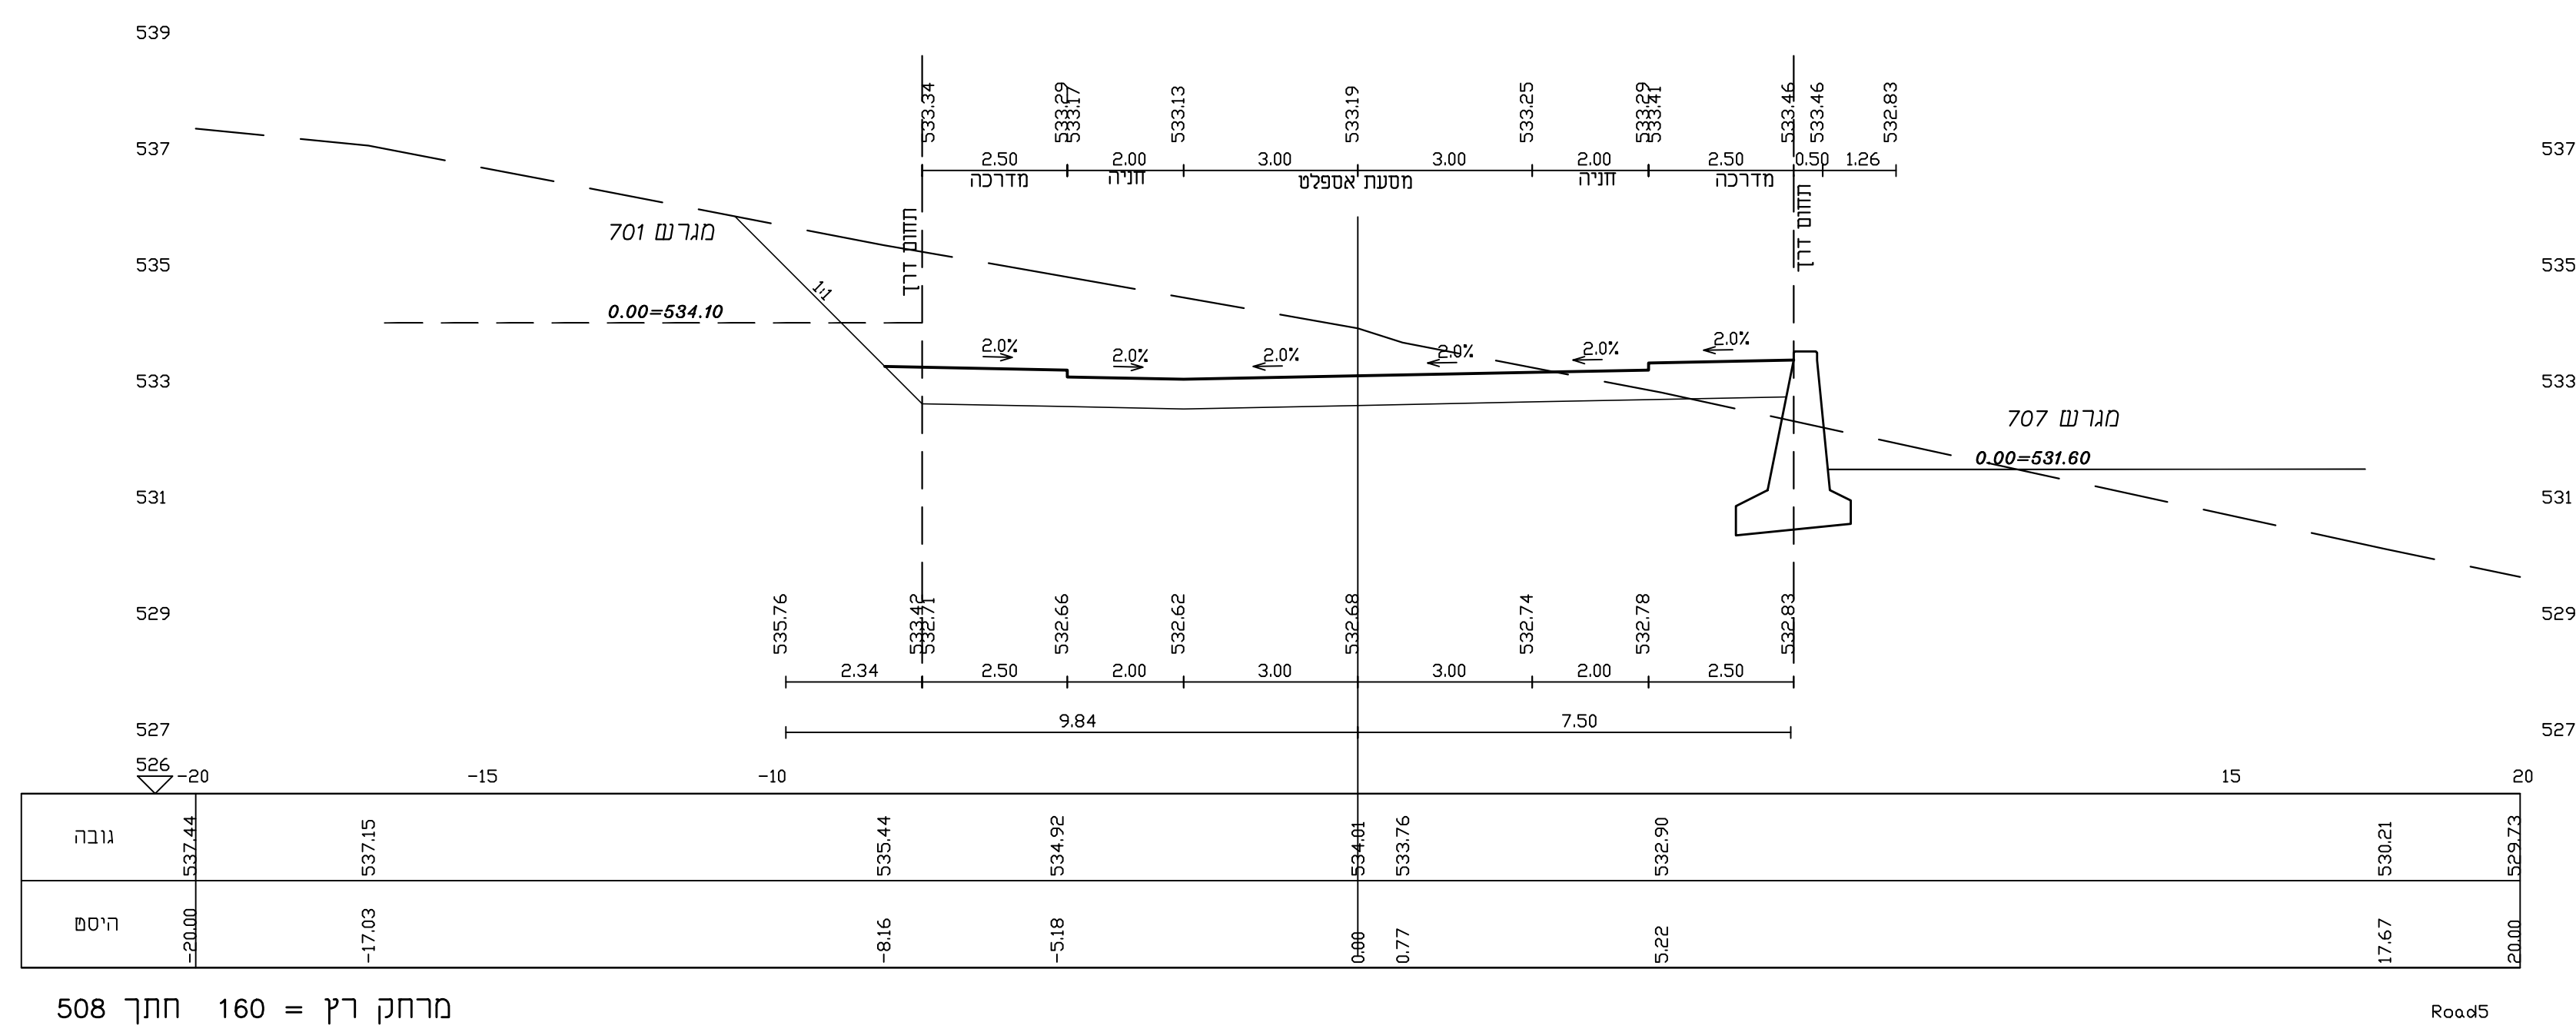 539
533.34 533.29 533.17 533.13 533.19 533.25 533.29 533.41 533.46 533.46 532.83
537 537
2.50 2.00 3.00 3.00 2.00 2.50 0.50 1.26
מדרכה חניה מסעת אספלט חניה מדרכה
תחום דרך
תחום דרך
מגרש 701
535 535
1:1
0.00=534.10
2.0% 2.0% 2.0% 2.0% 2.0% 2.0%
533 533
מגרש 707
0.00=531.60
531 531
529 529
535.76 533.42 532.71 532.66 532.62 532.68 532.74 532.78 532.83
2.34 2.50 2.00 3.00 3.00 2.00 2.50
9.84 7.50
527 527
526
-20 -15 -10 15 20
גובה 537.44 537.15 535.44 534.92 534.01 533.76 532.90 530.21 529.73
היסט -20.00 -17.03 -8.16 -5.18 0.00 0.77 5.22 17.67 20.00
מרחק רץ = 160 חתך 508
Road5